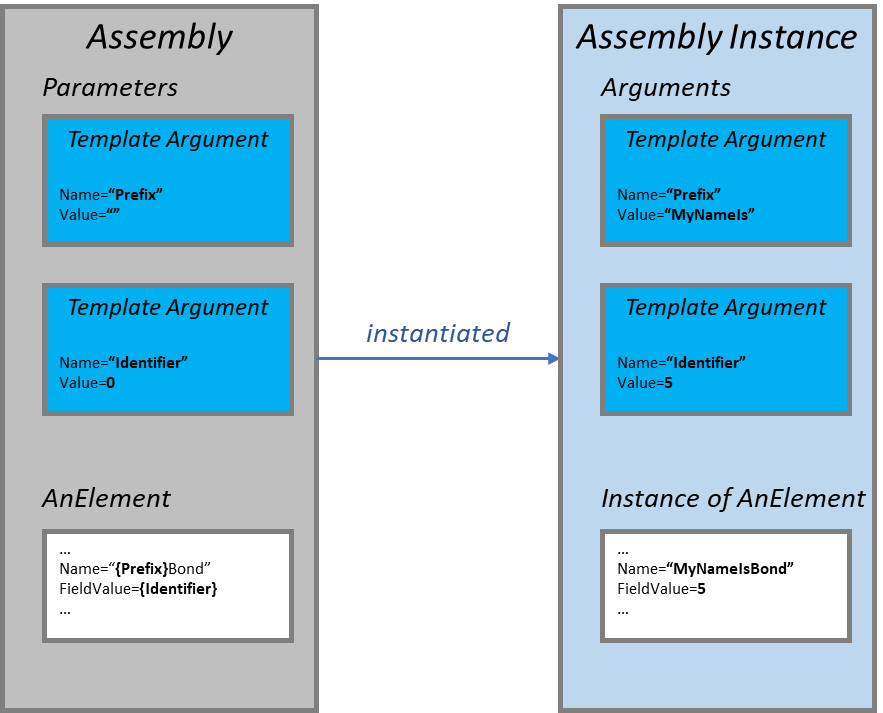 Assembly
Parameters
Template Argument
Name=“Prefix”
Value=“”
Template Argument
Name=“Identifier”
Value=0
AnElement
...
Name=“{Prefix}Bond”
FieldValue={Identifier}
...
instantiated
Assembly Instance
Arguments
Template Argument
Name=“Prefix”
Value=“MyNameIs”
Template Argument
Name=“Identifier”
Value=5
Instance of AnElement
...
Name=“MyNameIsBond”
FieldValue=5
...